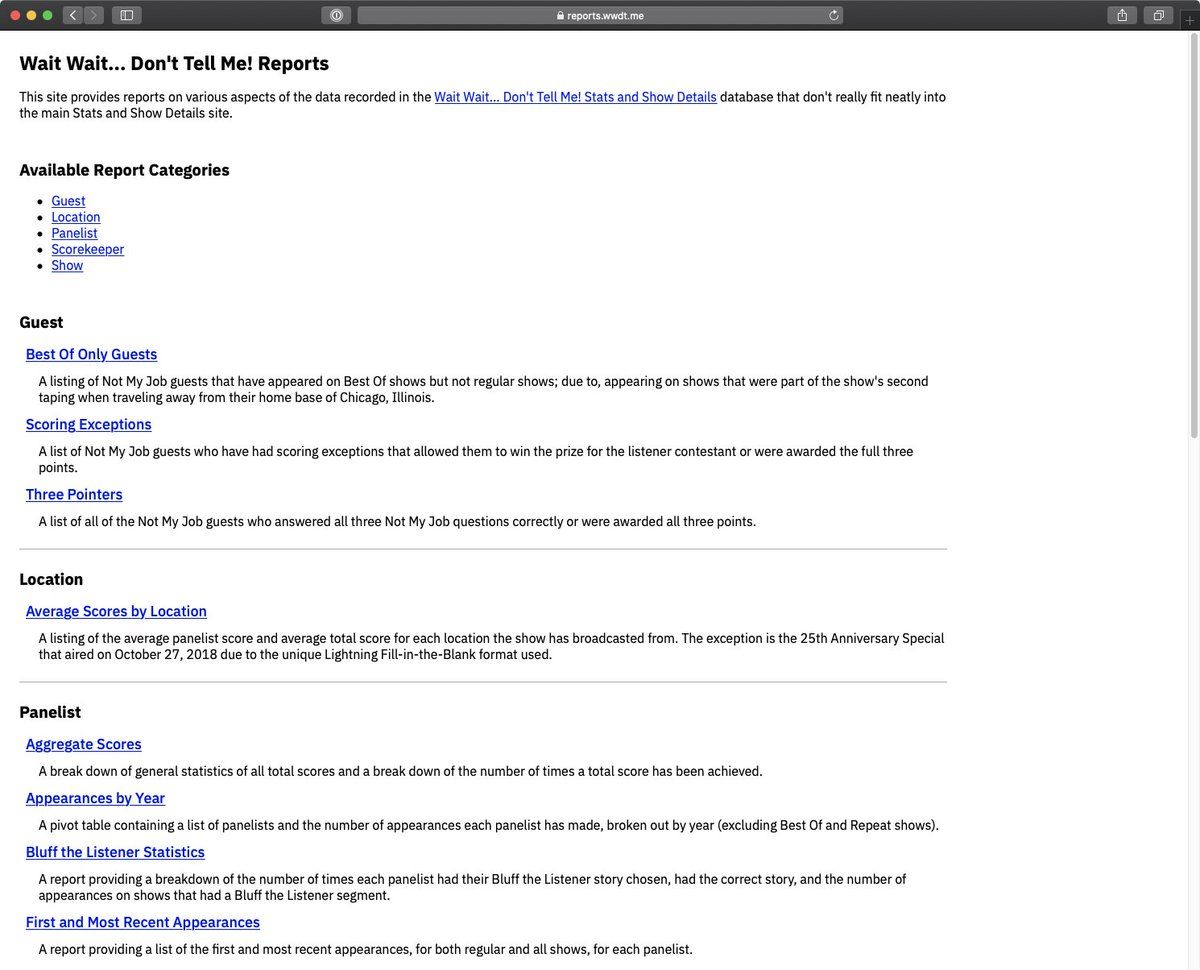 reports.wwdt.me
Wait Wait... Don't Tell Me! Reports
This site provides reports on various aspects of the data recorded in the Wait Wait... Don't Tell Me! Stats and Show Details database that don't really fit neatly into
the main Stats and Show Details site.
Available Report Categories
• Guest
• Location
• Panelist
• Scorekeeper
• Show
Guest
Best Of Only Guests
A listing of Not My Job guests that have appeared on Best Of shows but not regular shows; due to, appearing on shows that were part of the show's second
taping when traveling away from their home base of Chicago, Illinois.
Scoring Exceptions
A list of Not My Job guests who have had scoring exceptions that allowed them to win the prize for the listener contestant or were awarded the full three
points.
Three Pointers
A list of all of the Not My Job guests who answered all three Not My Job questions correctly or were awarded all three points.
Location
Average Scores by Location
A listing of the average panelist score and average total score for each location the show has broadcasted from. The exception is the 25th Anniversary Special
that aired on October 27, 2018 due to the unique Lightning Fill-in-the-Blank format used.
Panelist
Aggregate Scores
A break down of general statistics of all total scores and a break down of the number of times a total score has been achieved.
Appearances by Year
A pivot table containing a list of panelists and the number of appearances each panelist has made, broken out by year (excluding Best Of and Repeat shows).
Bluff the Listener Statistics
A report providing a breakdown of the number of times each panelist had their Bluff the Listener story chosen, had the correct story, and the number of
appearances on shows that had a Bluff the Listener segment.
First and Most Recent Appearances
A report providing a list of the first and most recent appearances, for both regular and all shows, for each panelist.